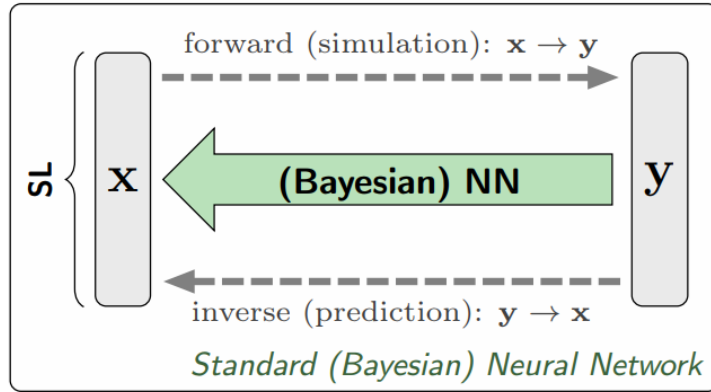 forward (simulation): x → y
SL
x
(Bayesian) NN
y
inverse (prediction): y → x
Standard (Bayesian) Neural Network